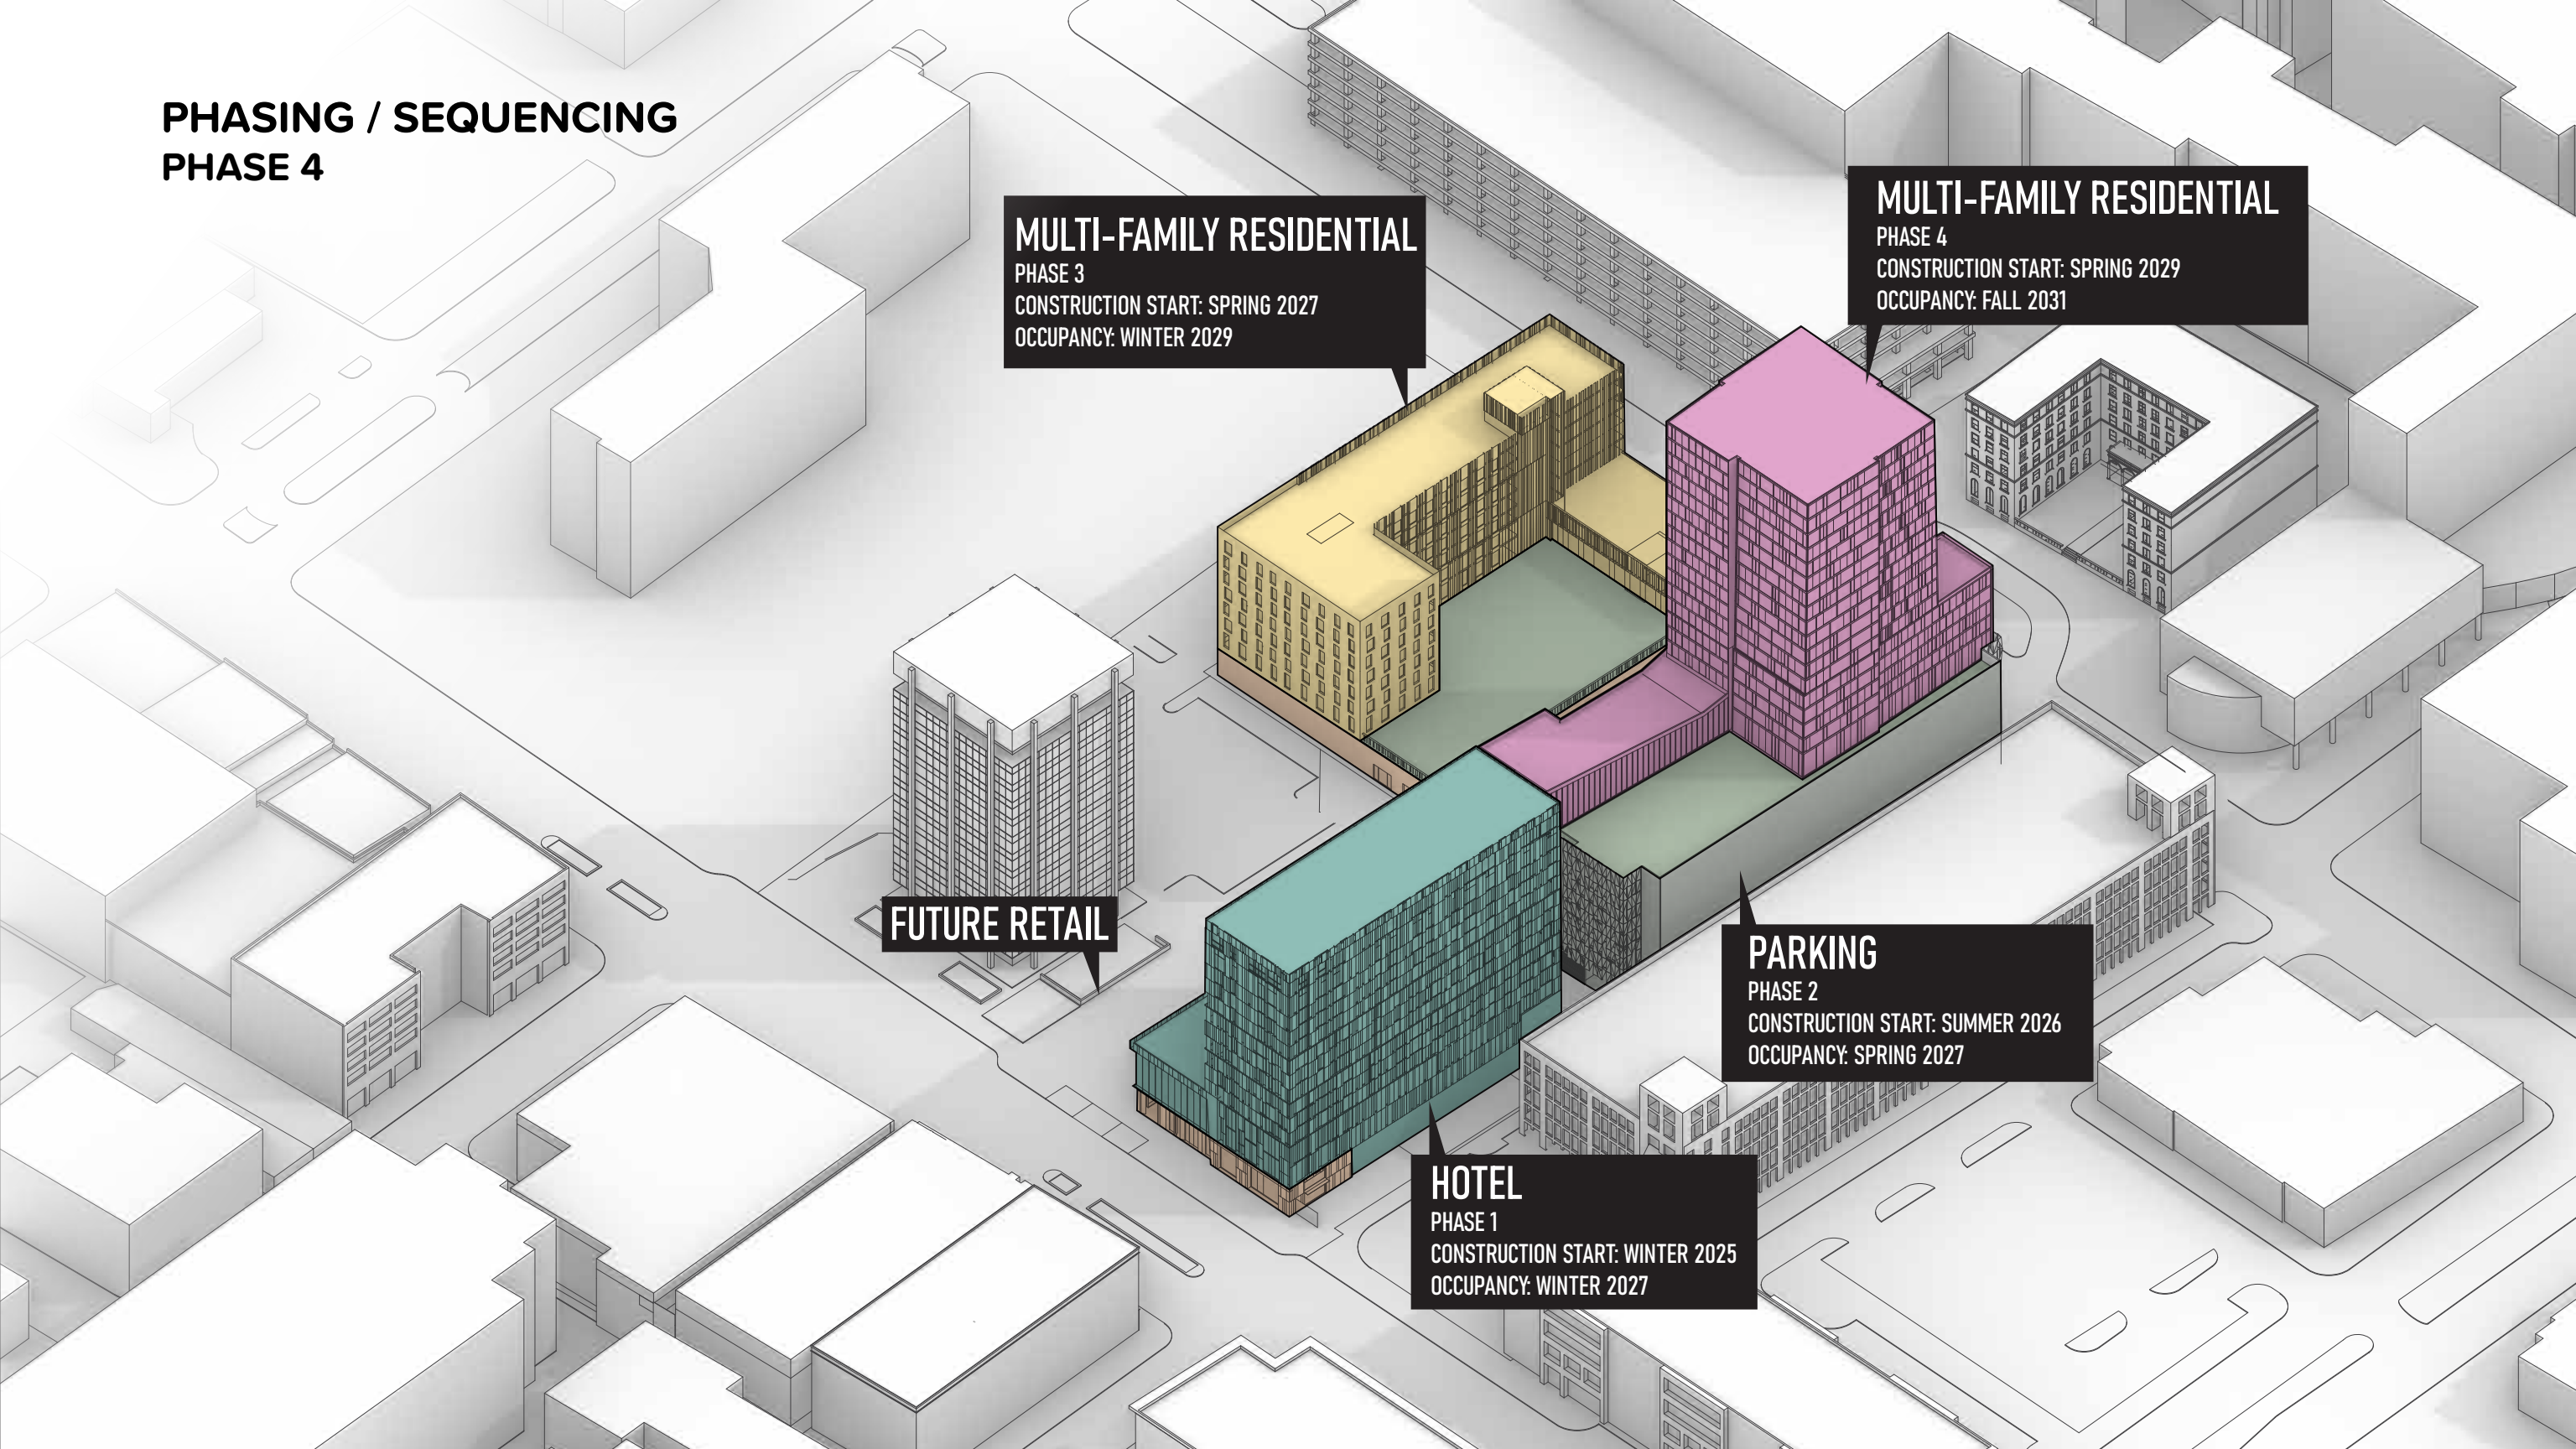 PHASING / SEQUENCING
PHASE 4
MULTI-FAMILY RESIDENTIAL
PHASE 3
CONSTRUCTION START: SPRING 2027
OCCUPANCY: WINTER 2029
MULTI-FAMILY RESIDENTIAL
PHASE 4
CONSTRUCTION START: SPRING 2029
OCCUPANCY: FALL 2031
FUTURE RETAIL
PARKING
PHASE 2
CONSTRUCTION START: SUMMER 2026
OCCUPANCY: SPRING 2027
HOTEL
PHASE 1
CONSTRUCTION START: WINTER 2025
OCCUPANCY: WINTER 2027